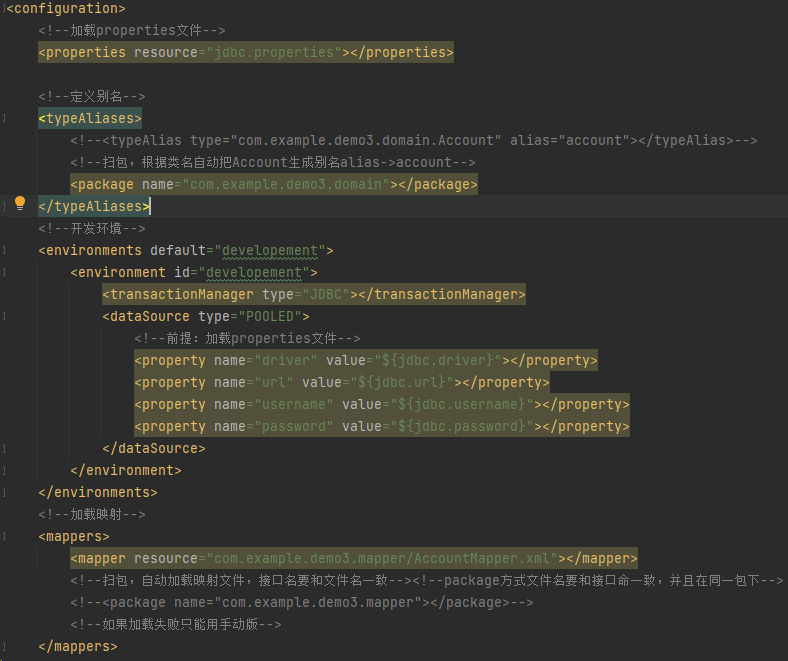 <configuration>
<!--加载properties文件-->
<properties resource="jdbc.properties"></properties>
<!--定义别名-->
<typeAliases>
<!--<typeAlias type="com.example.demo3.domain.Account" alias="account"></typeAlias>-->
<!--扫包，根据类名自动把Account生成别名alias->account-->
<package name="com.example.demo3.domain"></package>
</typeAliases>
<!--开发环境-->
<environments default="developement">
<environment id="developement">
<transactionManager type="JDBC"></transactionManager>
<dataSource type="POOLED">
<!--前提：加载properties文件-->
<property name="driver" value="${jdbc.driver}"></property>
<property name="url" value="${jdbc.url}"></property>
<property name="username" value="${jdbc.username}"></property>
<property name="password" value="${jdbc.password}"></property>
</dataSource>
</environment>
</environments>
<!--加载映射-->
<mappers>
<mapper resource="com.example.demo3.mapper/AccountMapper.xml"></mapper>
<!--扫包，自动加载映射文件，接口名要和文件名一致--><!--package方式文件名要和接口命一致，并且在同一包下-->
<!--<package name="com.example.demo3.mapper"></package>-->
<!--如果加载失败只能用手动版-->
</mappers>